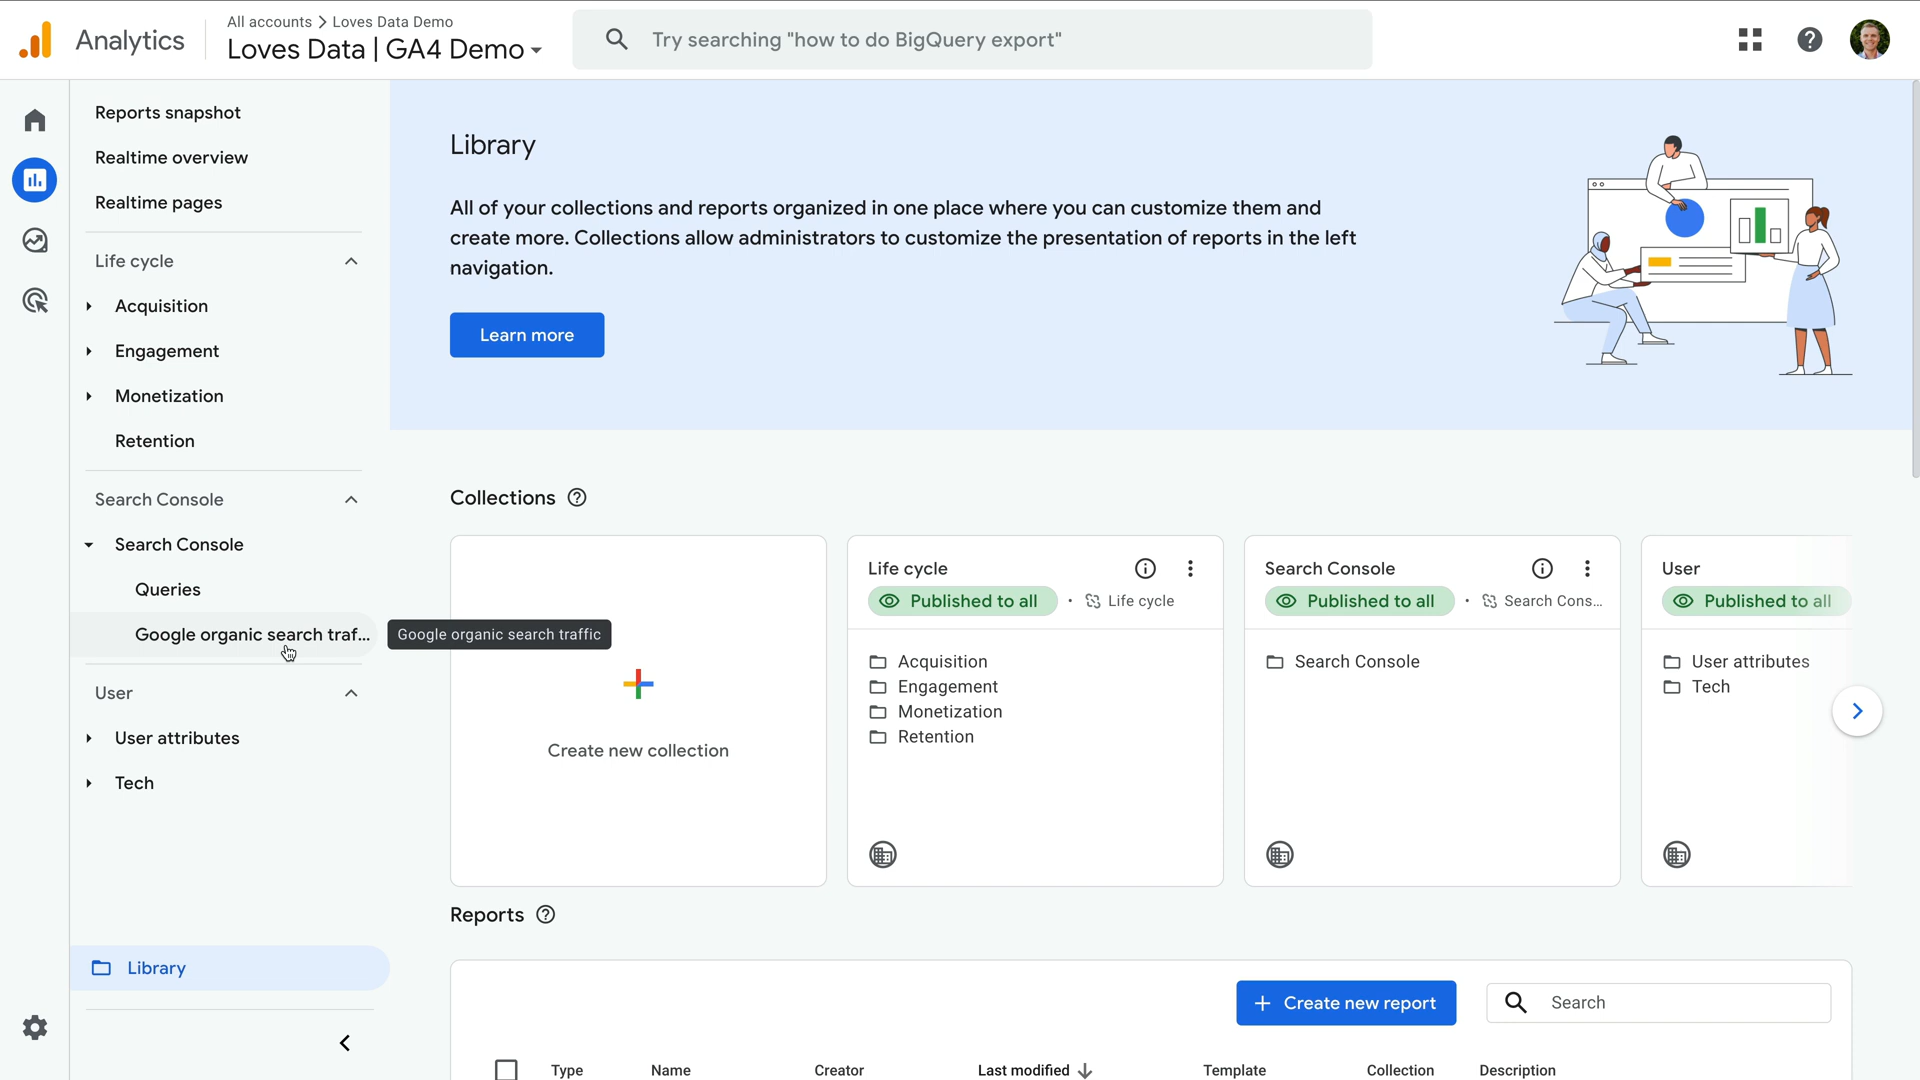 Analytics
All accounts > Loves Data Demo
Loves Data | GA4 Demo
Try searching "how to do BigQuery export"
Reports snapshot
Realtime overview
Realtime pages
Life cycle
Acquisition
Engagement
Monetization
Retention
Search Console
Search Console
Queries
Google organic search traf...
Google organic search traffic
User
User attributes
Tech
Library
Library
All of your collections and reports organized in one place where you can customize them and
create more. Collections allow administrators to customize the presentation of reports in the left
navigation.
Learn more
Collections
Create new collection
Life cycle
Published to all · Life cycle
Acquisition
Engagement
Monetization
Retention
Search Console
Published to all · Search Cons...
Search Console
User
Published to all
User attributes
Tech
Reports
+ Create new report
Search
Type Name Creator Last modified Template Collection Description